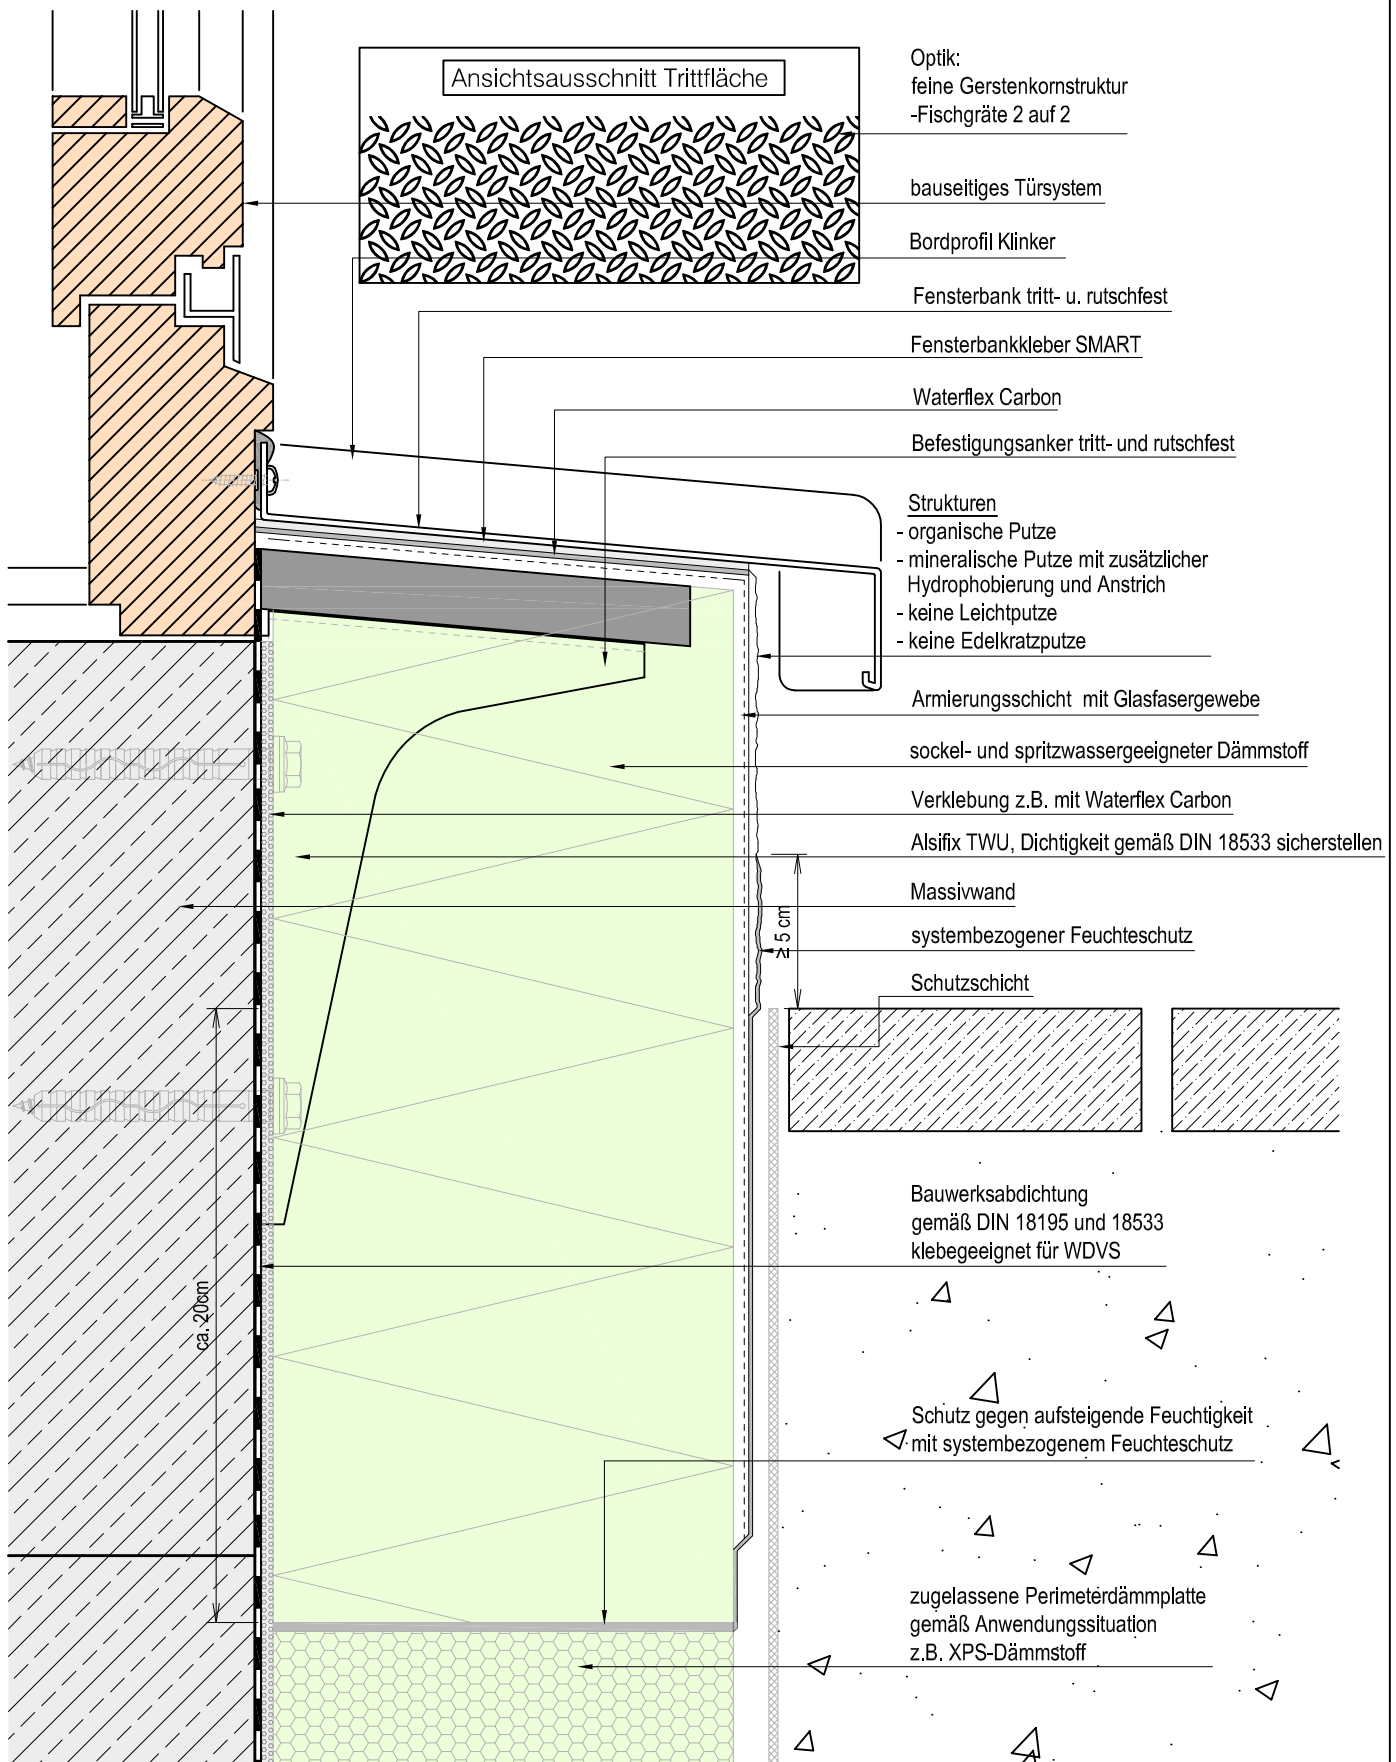 Ansichtsausschnitt Trittfläche
Optik:
feine Gerstenkornstruktur
-Fischgräte 2 auf 2
bauseitiges Türsystem
Bordprofil Klinker
Fensterbank tritt- u. rutschfest
Fensterbankkleber SMART
Waterflex Carbon
Befestigungsanker tritt- und rutschfest
Strukturen
- organische Putze
- mineralische Putze mit zusätzlicher
Hydrophobierung und Anstrich
- keine Leichtputze
- keine Edelkratzputze
Armierungsschicht mit Glasfasergewebe
sockel- und spritzwassergeeigneter Dämmstoff
Verklebung z.B. mit Waterflex Carbon
Alsifix TWU, Dichtigkeit gemäß DIN 18533 sicherstellen
Massivwand
≥ 5 cm
systembezogener Feuchteschutz
Schutzschicht
Bauwerksabdichtung
gemäß DIN 18195 und 18533
klebegeeignet für WDVS
ca. 20cm
Schutz gegen aufsteigende Feuchtigkeit
mit systembezogenem Feuchteschutz
zugelassene Perimeterdämmplatte
gemäß Anwendungssituation
z.B. XPS-Dämmstoff